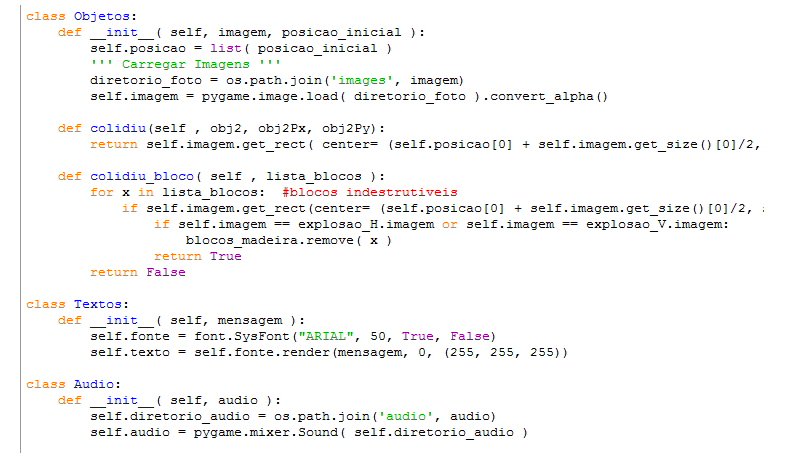 class Objetos:
    def __init__( self, imagem, posicao_inicial ):
        self.posicao = list( posicao_inicial )
        ''' Carregar Imagens '''
        diretorio_foto = os.path.join('images', imagem)
        self.imagem = pygame.image.load( diretorio_foto ).convert_alpha()

    def colidiu(self , obj2, obj2Px, obj2Py):
        return self.imagem.get_rect( center= (self.posicao[0] + self.imagem.get_size()[0]/2,

    def colidiu_bloco( self , lista_blocos ):
        for x in lista_blocos:  #blocos indestrutiveis
            if self.imagem.get_rect(center= (self.posicao[0] + self.imagem.get_size()[0]/2,
                if self.imagem == explosao_H.imagem or self.imagem == explosao_V.imagem:
                    blocos_madeira.remove( x )
                return True
        return False

class Textos:
    def __init__( self, mensagem ):
        self.fonte = font.SysFont("ARIAL", 50, True, False)
        self.texto = self.fonte.render(mensagem, 0, (255, 255, 255))

class Audio:
    def __init__( self, audio ):
        self.diretorio_audio = os.path.join('audio', audio)
        self.audio = pygame.mixer.Sound( self.diretorio_audio )